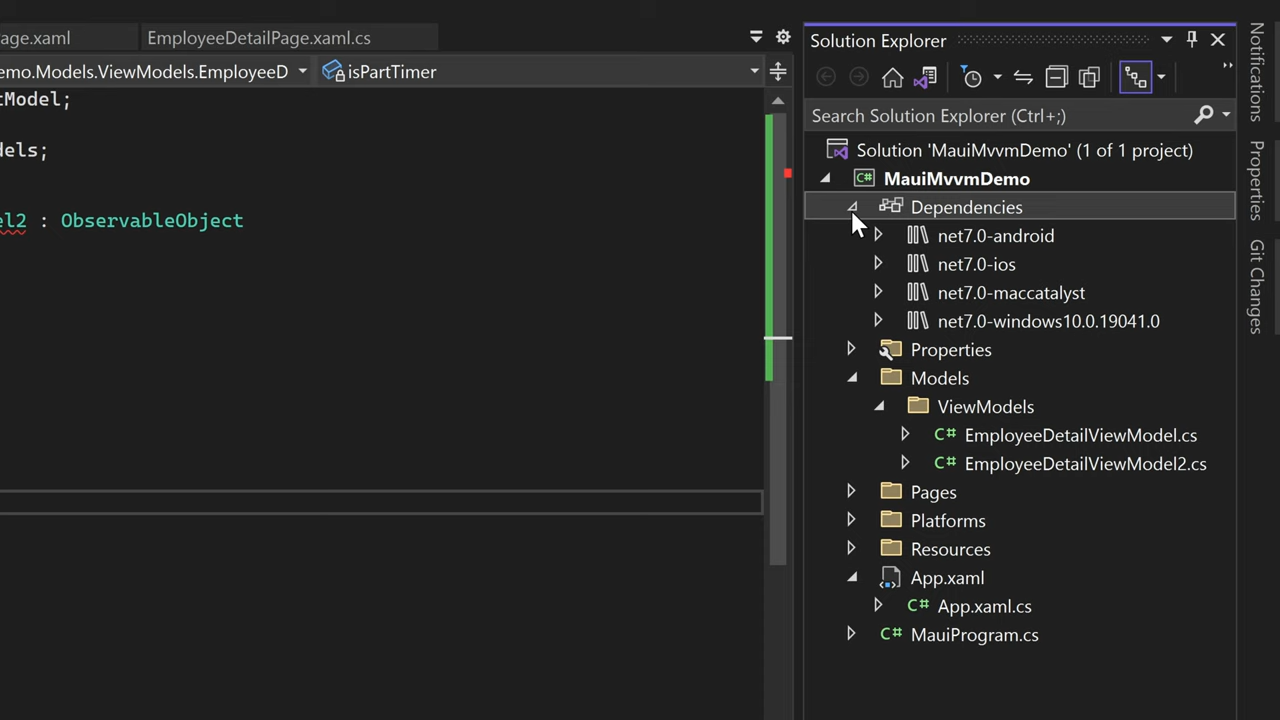 age.xaml
EmployeeDetailPage.xaml.cs
emo.Models.ViewModels.EmployeeD
isPartTimer
tModel;
dels;
el2 : ObservableObject
Solution Explorer
Search Solution Explorer (Ctrl+;)
Solution 'MauiMvvmDemo' (1 of 1 project)
C# MauiMvvmDemo
Dependencies
net7.0-android
net7.0-ios
net7.0-maccatalyst
net7.0-windows10.0.19041.0
Properties
Models
ViewModels
C# EmployeeDetailViewModel.cs
C# EmployeeDetailViewModel2.cs
Pages
Platforms
Resources
App.xaml
C# App.xaml.cs
C# MauiProgram.cs
Notifications
Properties
Git Changes